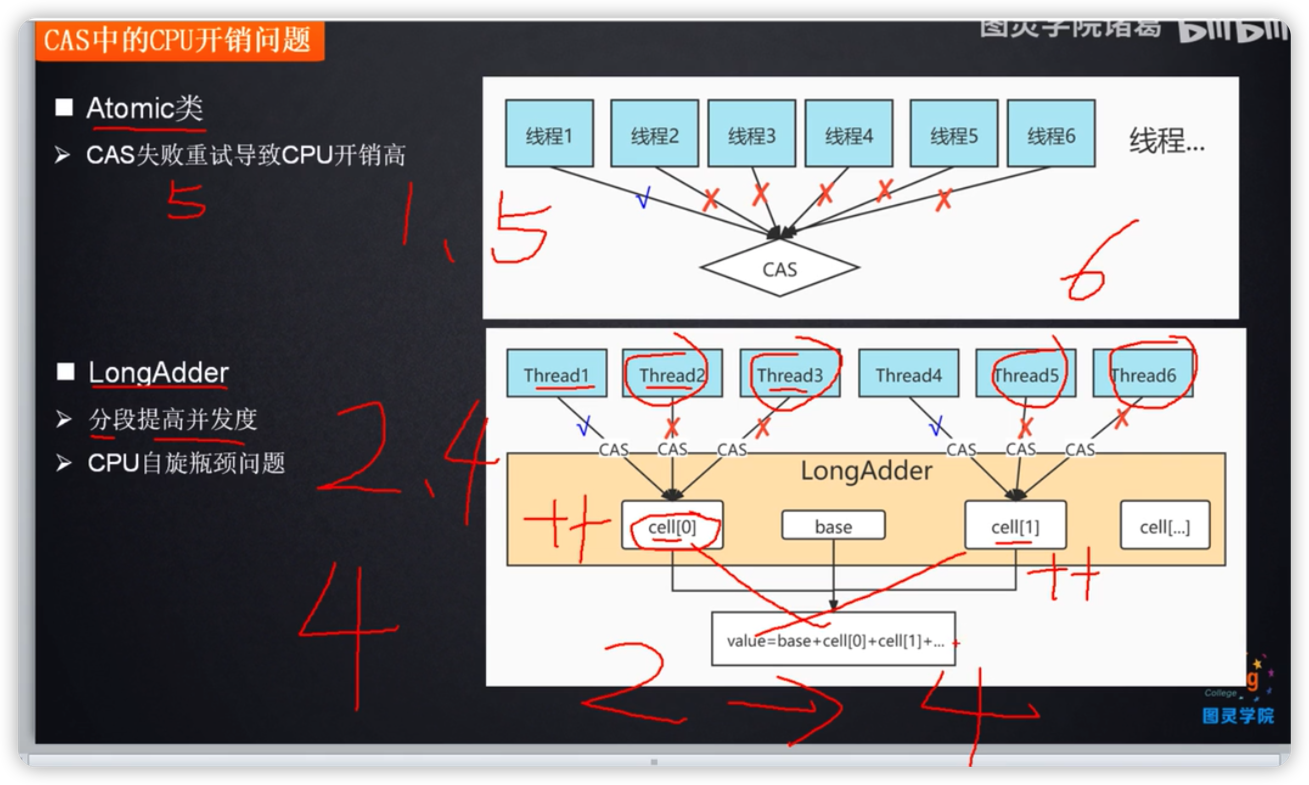 CAS中的CPU开销问题
图灵学院诸葛 bilibili
Atomic类
CAS失败重试导致CPU开销高
5
1、5
线程1 线程2 线程3 线程4 线程5 线程6 线程...
√ ✗ ✗ ✗ ✗ ✗
CAS
6
LongAdder
分段提高并发度
CPU自旋瓶颈问题
2、4
4
Thread1 Thread2 Thread3 Thread4 Thread5 Thread6
√ ✗ ✗ √ ✗ ✗
CAS CAS CAS CAS CAS CAS
LongAdder
++ cell[0] base cell[1] cell[...]
++
value=base+cell[0]+cell[1]+...
2 → 4
g
College
图灵学院